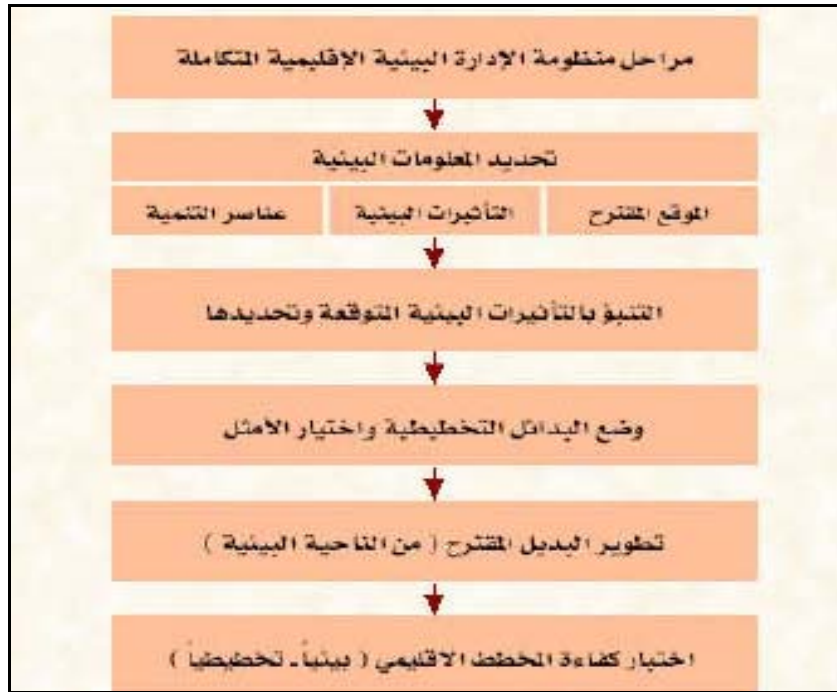 مراحل منظومة الإدارة البيئية الإقليمية المتكاملة
تحديد المعلومات البيئية
الموقع المقترح
التأثيرات البيئية
عناصر التنمية
التنبؤ بالتأثيرات البيئية المتوقعة وتحديدها
وضع البدائل التخطيطية واختيار الأمثل
تطوير البديل المقترح ( من الناحية البيئية )
اختبار كفاءة المخطط الاقليمي ( بيئياً - تخطيطياً )